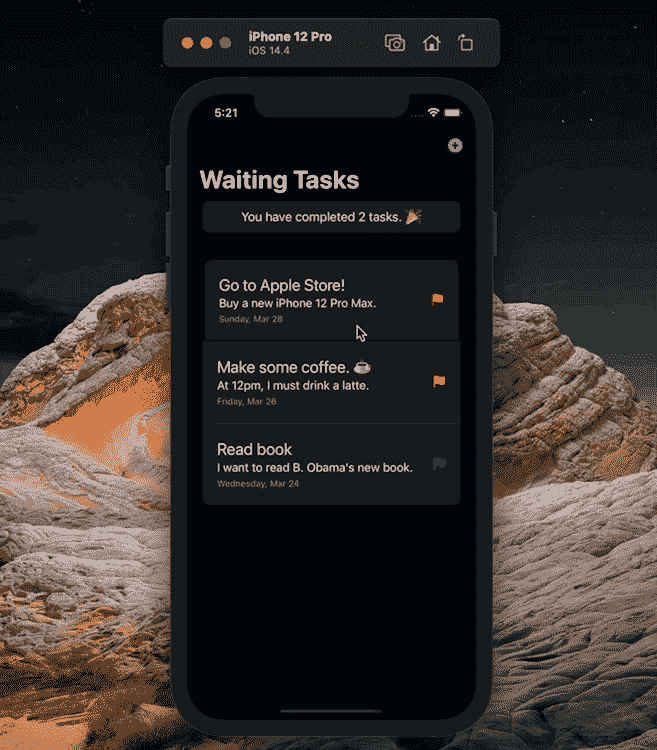 iPhone 12 Pro
iOS 14.4
5:21
Waiting Tasks
You have completed 2 tasks. 🎉
Go to Apple Store!
Buy a new iPhone 12 Pro Max.
Sunday, Mar 28
Make some coffee. ☕
At 12pm, I must drink a latte.
Friday, Mar 26
Read book
I want to read B. Obama's new book.
Wednesday, Mar 24